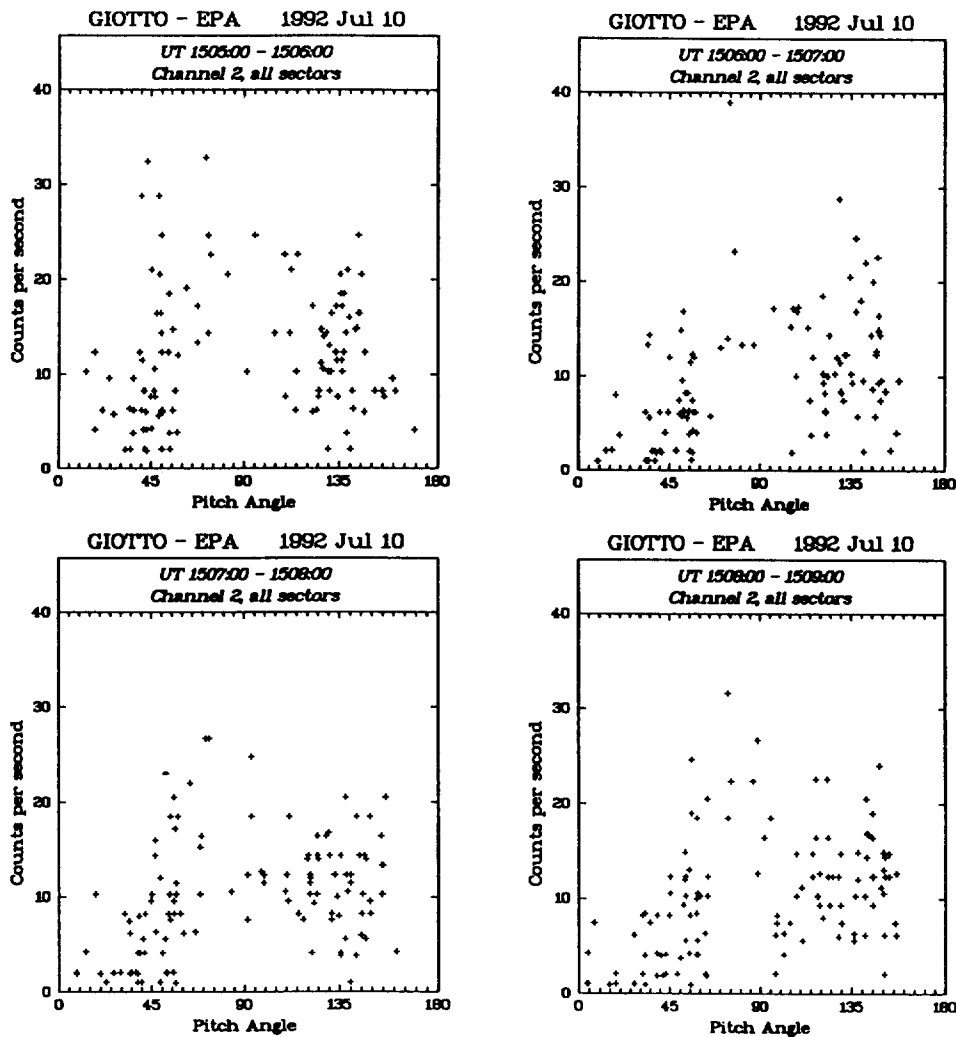 GIOTTO - EPA 1992 Jul 10
UT 1505:00 - 1506:00
Channel 2, all sectors
40
30
20
10
0
Counts per second
0 45 90 135 180
Pitch Angle
GIOTTO - EPA 1992 Jul 10
UT 1506:00 - 1507:00
Channel 2, all sectors
40
30
20
10
0
Counts per second
0 45 90 135 180
Pitch Angle
GIOTTO - EPA 1992 Jul 10
UT 1507:00 - 1508:00
Channel 2, all sectors
40
30
20
10
0
Counts per second
0 45 90 135 180
Pitch Angle
GIOTTO - EPA 1992 Jul 10
UT 1508:00 - 1509:00
Channel 2, all sectors
40
30
20
10
0
Counts per second
0 45 90 135 180
Pitch Angle